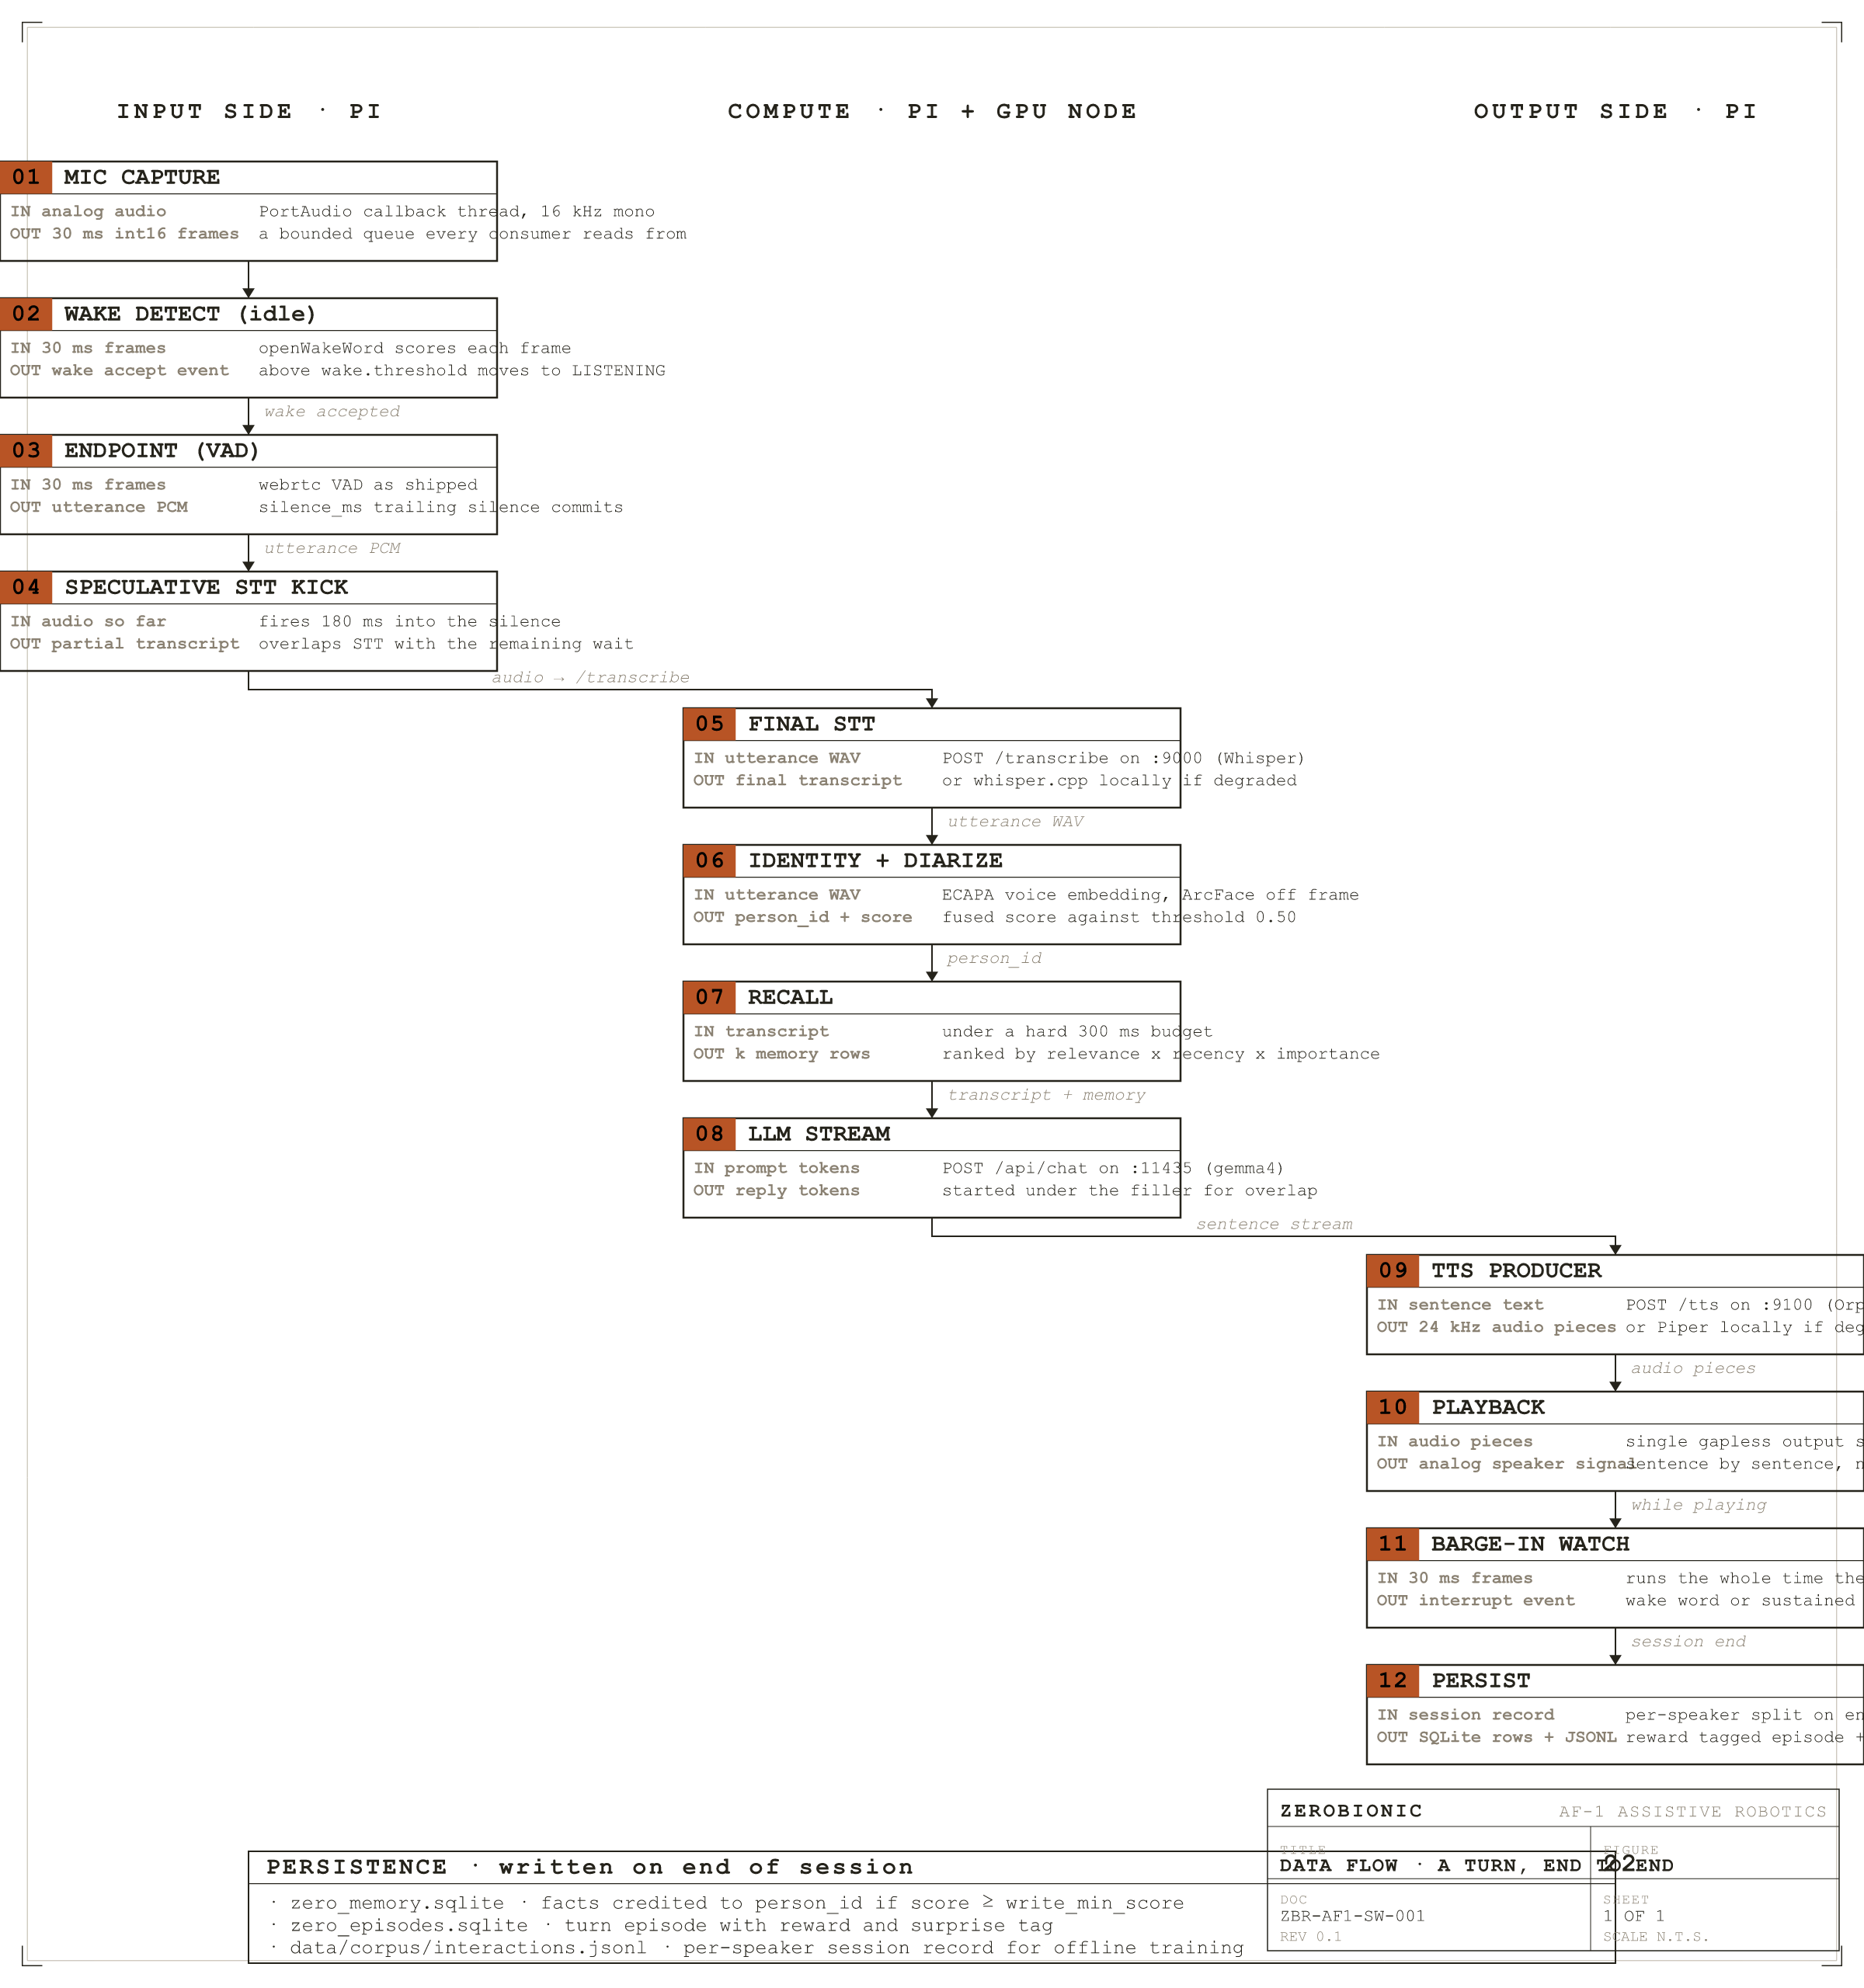 INPUT SIDE · PI
COMPUTE · PI + GPU NODE
OUTPUT SIDE · PI
01 MIC CAPTURE
IN analog audio PortAudio callback thread, 16 kHz mono
OUT 30 ms int16 frames a bounded queue every consumer reads from
02 WAKE DETECT (idle)
IN 30 ms frames openWakeWord scores each frame
OUT wake accept event above wake.threshold moves to LISTENING
wake accepted
03 ENDPOINT (VAD)
IN 30 ms frames webrtc VAD as shipped
OUT utterance PCM silence_ms trailing silence commits
utterance PCM
04 SPECULATIVE STT KICK
IN audio so far fires 180 ms into the silence
OUT partial transcript overlaps STT with the remaining wait
audio → /transcribe
05 FINAL STT
IN utterance WAV POST /transcribe on :9000 (Whisper)
OUT final transcript or whisper.cpp locally if degraded
utterance WAV
06 IDENTITY + DIARIZE
IN utterance WAV ECAPA voice embedding, ArcFace off frame
OUT person_id + score fused score against threshold 0.50
person_id
07 RECALL
IN transcript under a hard 300 ms budget
OUT k memory rows ranked by relevance x recency x importance
transcript + memory
08 LLM STREAM
IN prompt tokens POST /api/chat on :11435 (gemma4)
OUT reply tokens started under the filler for overlap
sentence stream
09 TTS PRODUCER
IN sentence text POST /tts on :9100 (Orp
OUT 24 kHz audio pieces or Piper locally if deg
audio pieces
10 PLAYBACK
IN audio pieces single gapless output s
OUT analog speaker signal sentence by sentence, n
while playing
11 BARGE-IN WATCH
IN 30 ms frames runs the whole time the
OUT interrupt event wake word or sustained
session end
12 PERSIST
IN session record per-speaker split on en
OUT SQLite rows + JSONL reward tagged episode +
ZEROBIONIC AF-1 ASSISTIVE ROBOTICS
TITLE FIGURE
DATA FLOW · A TURN, END TO END 22
DOC SHEET
ZBR-AF1-SW-001 1 OF 1
REV 0.1 SCALE N.T.S.
PERSISTENCE · written on end of session
· zero_memory.sqlite · facts credited to person_id if score ≥ write_min_score
· zero_episodes.sqlite · turn episode with reward and surprise tag
· data/corpus/interactions.jsonl · per-speaker session record for offline training